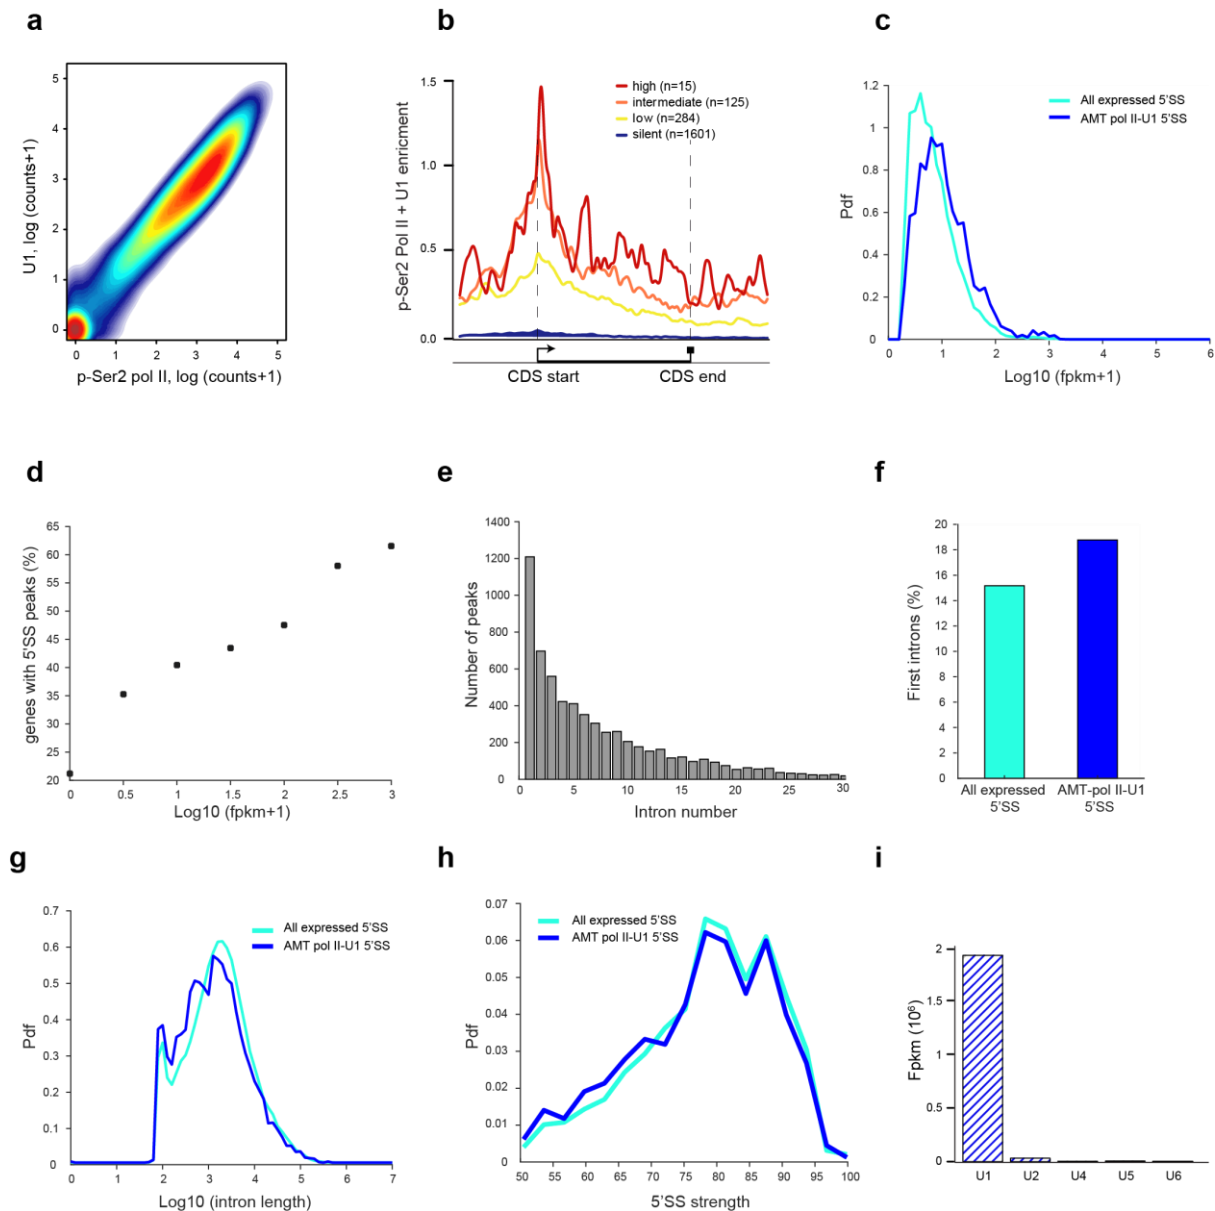 a
5
4
3
2
1
0
U1, log (counts+1)
0 1 2 3 4 5
p-Ser2 pol II, log (counts+1)
b
1.5
1.0
0.5
0.0
p-Ser2 Pol II + U1 enricment
high (n=15)
intermediate (n=125)
low (n=284)
silent (n=1601)
CDS start CDS end
c
1.2
1
0.8
0.6
0.4
0.2
0
Pdf
All expressed 5'SS
AMT pol II-U1 5'SS
0 1 2 3 4 5 6
Log10 (fpkm+1)
d
65
60
55
50
45
40
35
30
25
20
genes with 5'SS peaks (%)
0 0.5 1 1.5 2 2.5 3
Log10 (fpkm+1)
e
1400
1200
1000
800
600
400
200
0
Number of peaks
0 5 10 15 20 25 30
Intron number
f
20
18
16
14
12
10
8
6
4
2
0
First introns (%)
All expressed AMT-pol II-U1
5'SS 5'SS
g
0.7
0.6
0.5
0.4
0.3
0.2
0.1
0
Pdf
All expressed 5'SS
AMT pol II-U1 5'SS
0 1 2 3 4 5 6 7
Log10 (intron length)
h
0.07
0.06
0.05
0.04
0.03
0.02
0.01
0
Pdf
All expressed 5'SS
AMT pol II-U1 5'SS
50 55 60 65 70 75 80 85 90 95 100
5'SS strength
i
2
1.5
1
0.5
0
Fpkm (10⁶)
U1 U2 U4 U5 U6